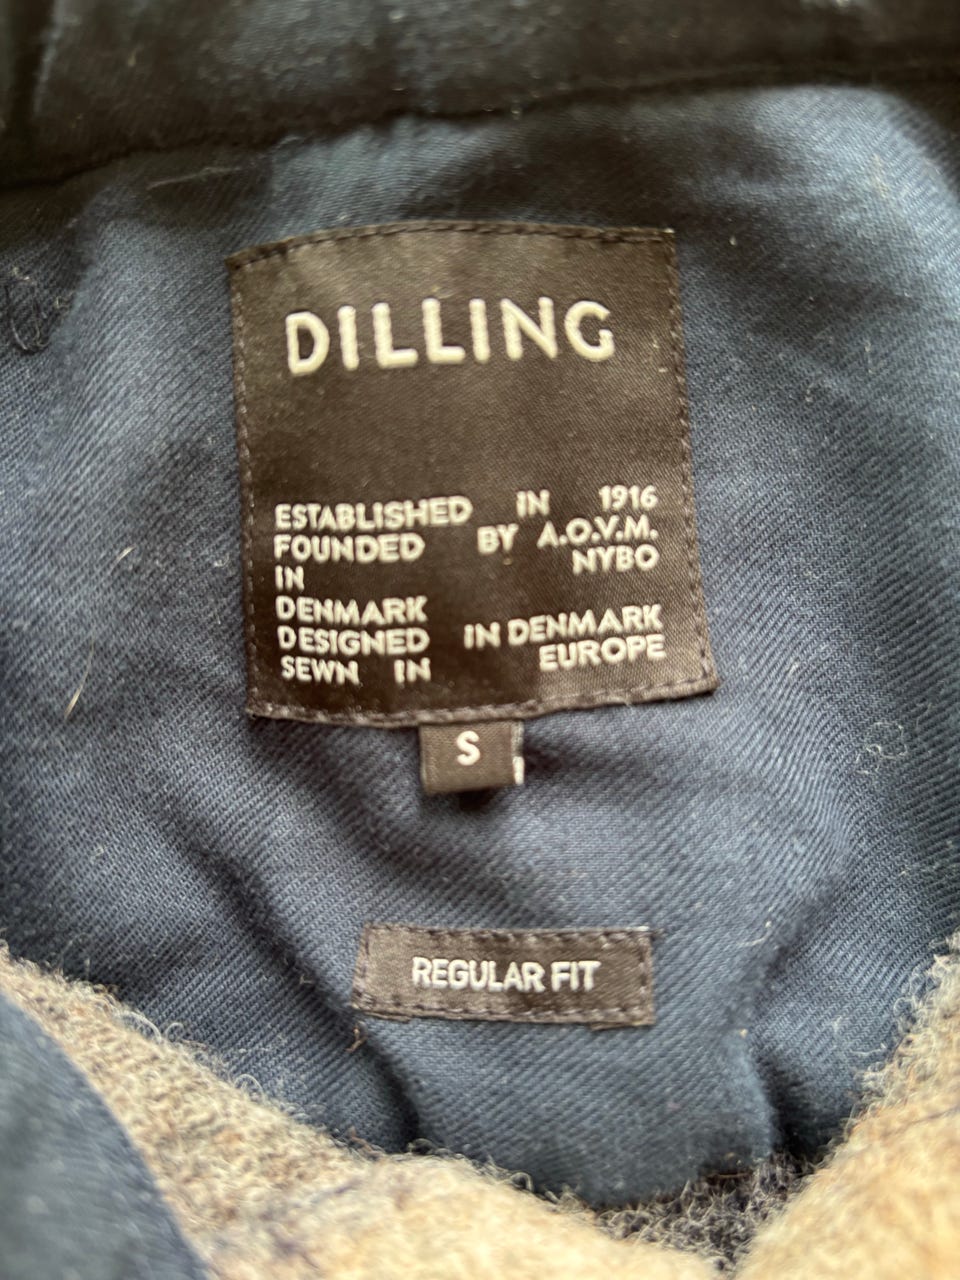 DILLING
ESTABLISHED IN 1916
FOUNDED BY A.O.V.M.
IN NYBO
DENMARK
DESIGNED IN DENMARK
SEWN IN EUROPE
S
REGULAR FIT